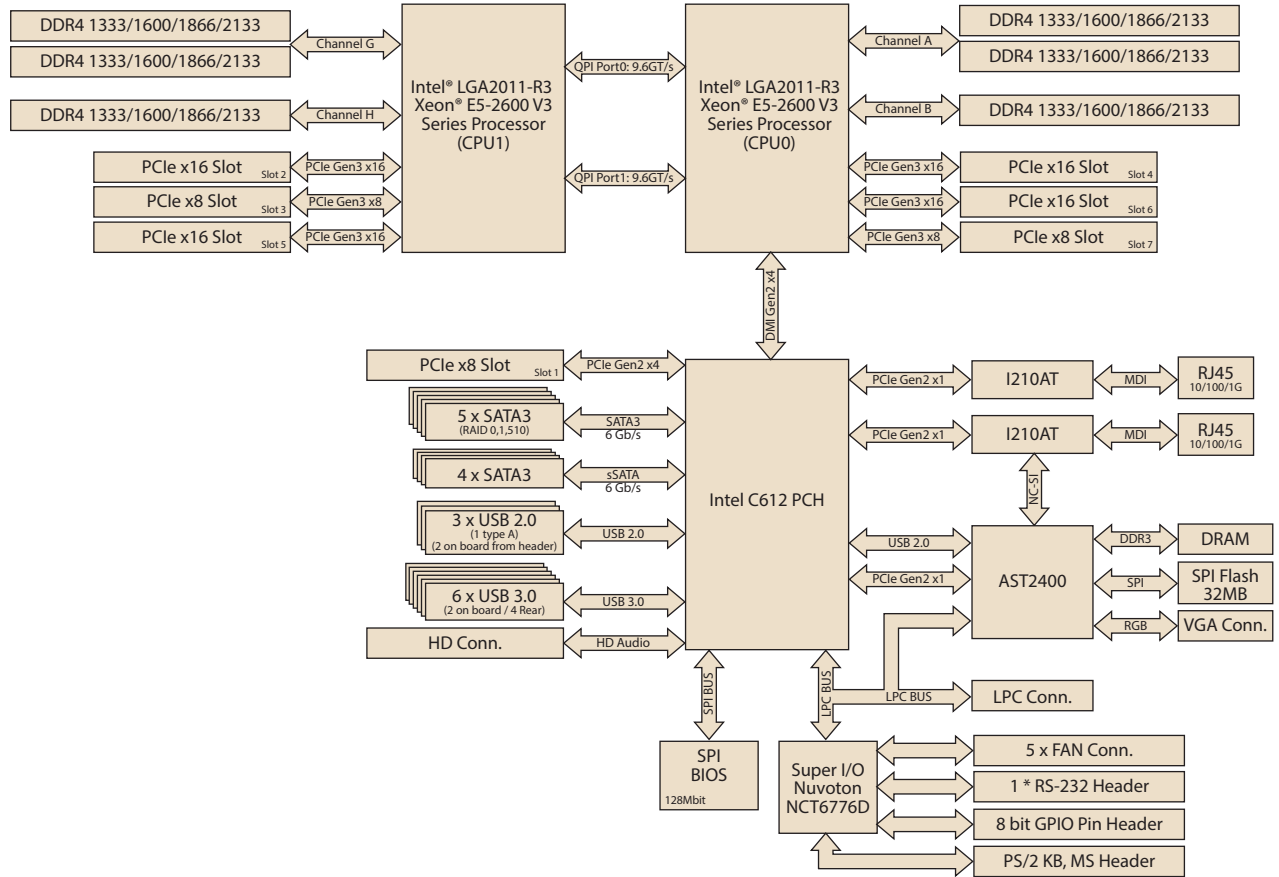 DDR4 1333/1600/1866/2133
DDR4 1333/1600/1866/2133
Channel G
DDR4 1333/1600/1866/2133
Channel H
PCIe x16 Slot
Slot 2
PCIe Gen3 x16
PCIe x8 Slot
Slot 3
PCIe Gen3 x8
PCIe x16 Slot
Slot 5
PCIe Gen3 x16
Intel® LGA2011-R3
Xeon® E5-2600 V3
Series Processor
(CPU1)
QPI Port0: 9.6GT/s
QPI Port1: 9.6GT/s
Intel® LGA2011-R3
Xeon® E5-2600 V3
Series Processor
(CPU0)
Channel A
DDR4 1333/1600/1866/2133
DDR4 1333/1600/1866/2133
Channel B
DDR4 1333/1600/1866/2133
PCIe Gen3 x16
PCIe x16 Slot
Slot 4
PCIe Gen3 x16
PCIe x16 Slot
Slot 6
PCIe Gen3 x8
PCIe x8 Slot
Slot 7
DMI Gen2 x4
PCIe x8 Slot
Slot 1
PCIe Gen2 x4
5 x SATA3
(RAID 0,1,510)
SATA3
6 Gb/s
4 x SATA3
sSATA
6 Gb/s
3 x USB 2.0
(1 type A)
(2 on board from header)
USB 2.0
6 x USB 3.0
(2 on board / 4 Rear)
USB 3.0
HD Conn.
HD Audio
Intel C612 PCH
PCIe Gen2 x1
I210AT
MDI
RJ45
10/100/1G
PCIe Gen2 x1
I210AT
MDI
RJ45
10/100/1G
NC-SI
USB 2.0
PCIe Gen2 x1
AST2400
DDR3
DRAM
SPI
SPI Flash
32MB
RGB
VGA Conn.
SPI BUS
LPC BUS
LPC BUS
LPC Conn.
SPI
BIOS
128Mbit
Super I/O
Nuvoton
NCT6776D
5 x FAN Conn.
1 * RS-232 Header
8 bit GPIO Pin Header
PS/2 KB, MS Header